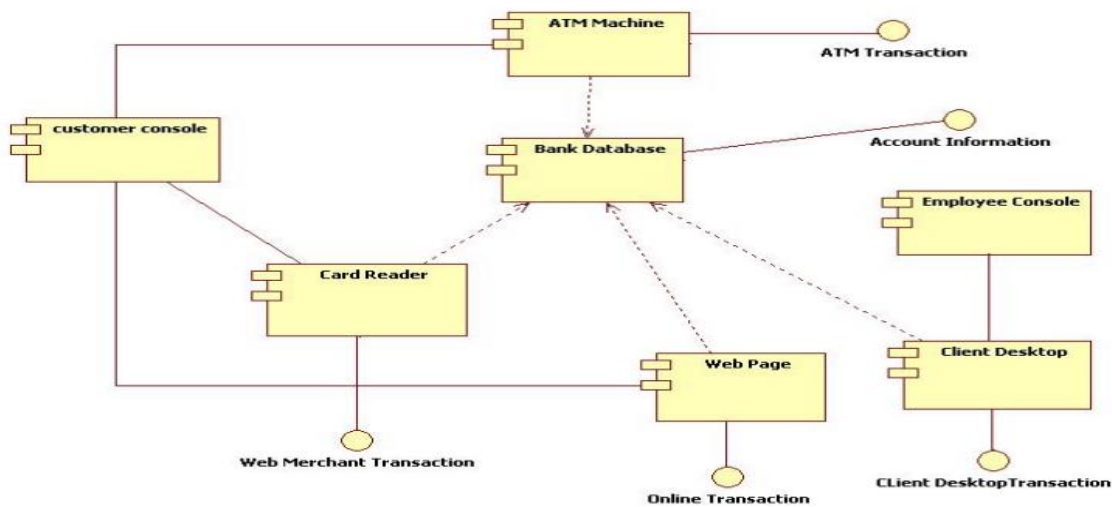 ATM Machine
ATM Transaction
customer console
Bank Database
Account Information
Employee Console
Card Reader
Client Desktop
Web Page
Web Merchant Transaction
CLient DesktopTransaction
Online Transaction